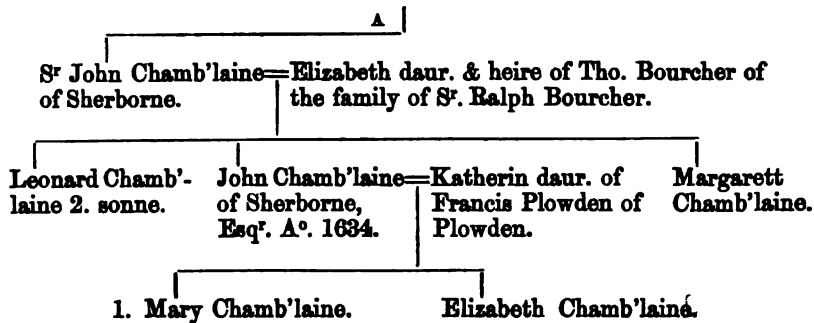 A
Sr John Chamb'laine=Elizabeth daur. & heire of Tho. Bourcher of
of Sherborne. the family of Sr. Ralph Bourcher.
Leonard Chamb'- John Chamb'laine=Katherin daur. of Margarett
laine 2. sonne. of Sherborne, Francis Plowden of Chamb'laine.
Esqr. Ao. 1634. Plowden.
1. Mary Chamb'laine. Elizabeth Chamb'laine.